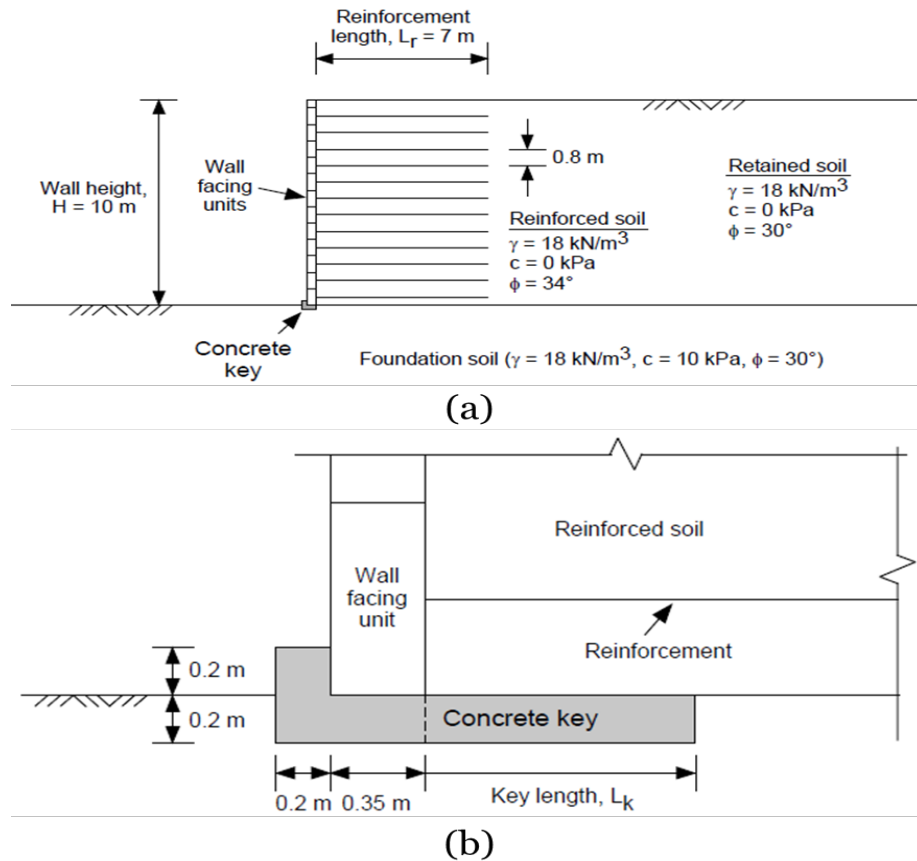 Reinforcement
length, Lr = 7 m
Wall height,
H = 10 m
Wall
facing
units
0.8 m
Retained soil
γ = 18 kN/m³
c = 0 kPa
ϕ = 30°
Reinforced soil
γ = 18 kN/m³
c = 0 kPa
ϕ = 34°
Concrete
key
Foundation soil (γ = 18 kN/m³, c = 10 kPa, ϕ = 30°)
(a)
Reinforced soil
Wall
facing
unit
Reinforcement
0.2 m
0.2 m
Concrete key
0.2 m 0.35 m Key length, Lk
(b)